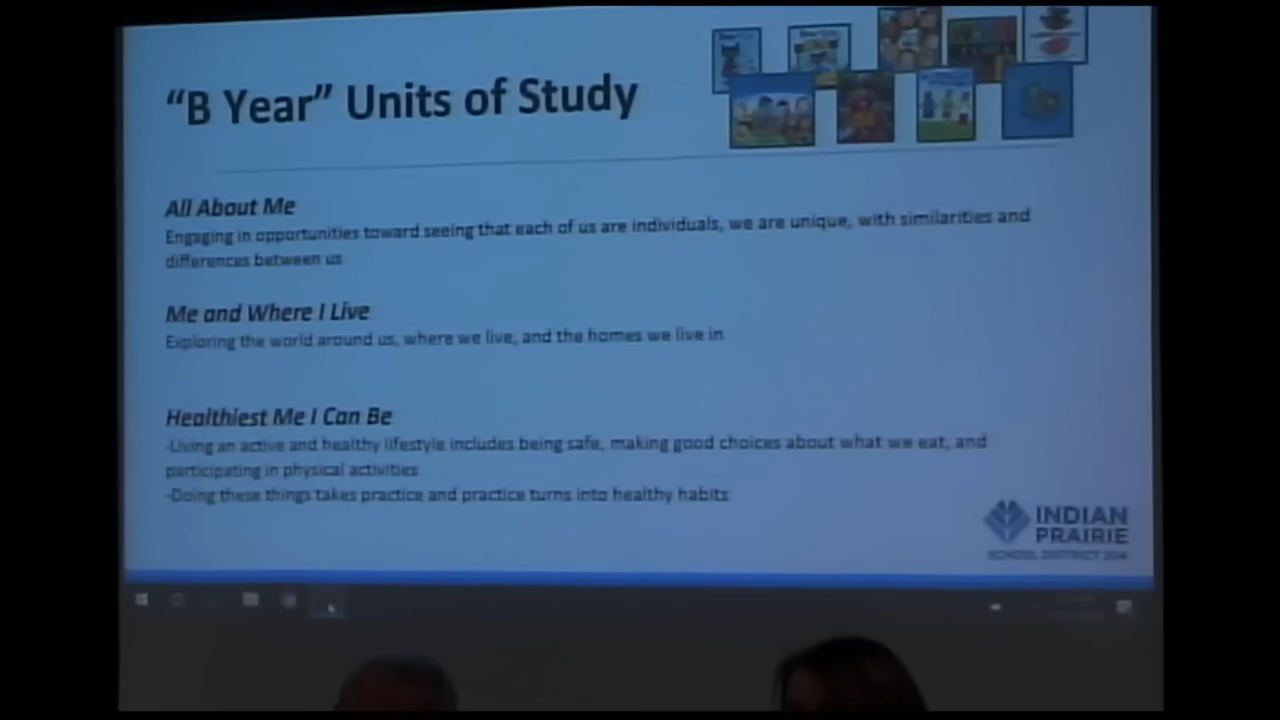 “B Year” Units of Study
All About Me
Engaging in opportunities toward seeing that each of us are individuals, we are unique, with similarities and
differences between us
Me and Where I Live
Exploring the world around us, where we live, and the homes we live in
Healthiest Me I Can Be
-Living an active and healthy lifestyle includes being safe, making good choices about what we eat, and
participating in physical activities
-Doing these things takes practice and practice turns into healthy habits
INDIAN
PRAIRIE
SCHOOL DISTRICT 204